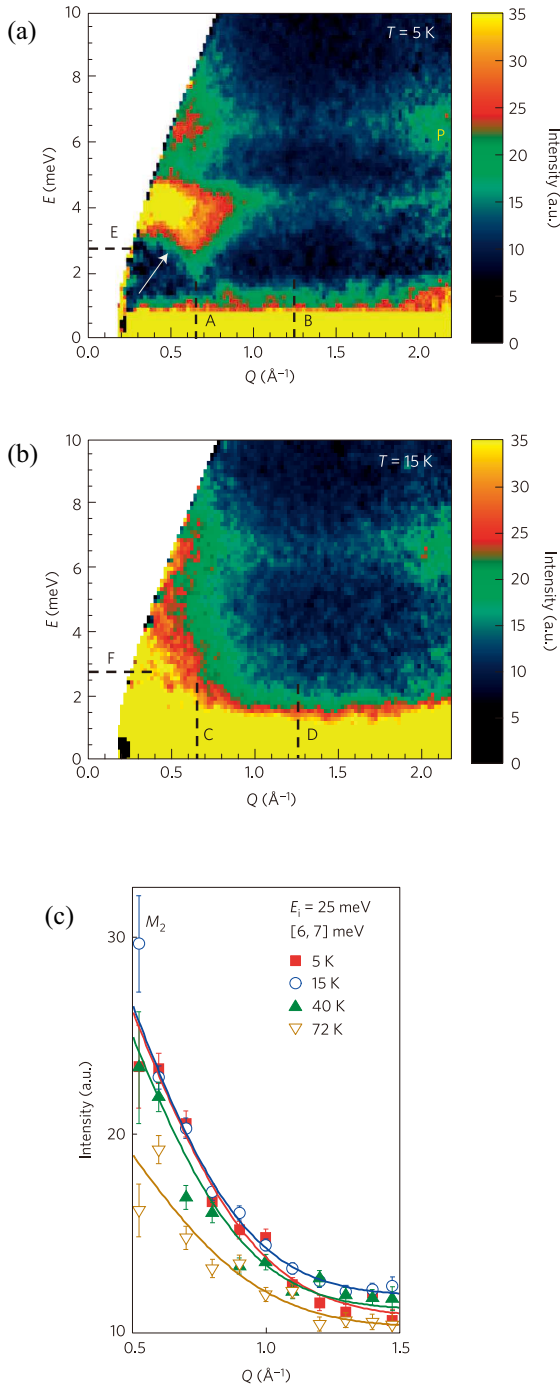 (a)
T = 5 K
P
E
A
B
E (meV)
10
8
6
4
2
0
0.0 0.5 1.0 1.5 2.0
Q (Å⁻¹)
35
30
25
20
15
10
5
0
Intensity (a.u.)
(b)
T = 15 K
F
C
D
E (meV)
10
8
6
4
2
0
0.0 0.5 1.0 1.5 2.0
Q (Å⁻¹)
35
30
25
20
15
10
5
0
Intensity (a.u.)
(c)
M₂
Eᵢ = 25 meV
[6, 7] meV
5 K
15 K
40 K
72 K
Intensity (a.u.)
30
20
10
0.5 1.0 1.5
Q (Å⁻¹)